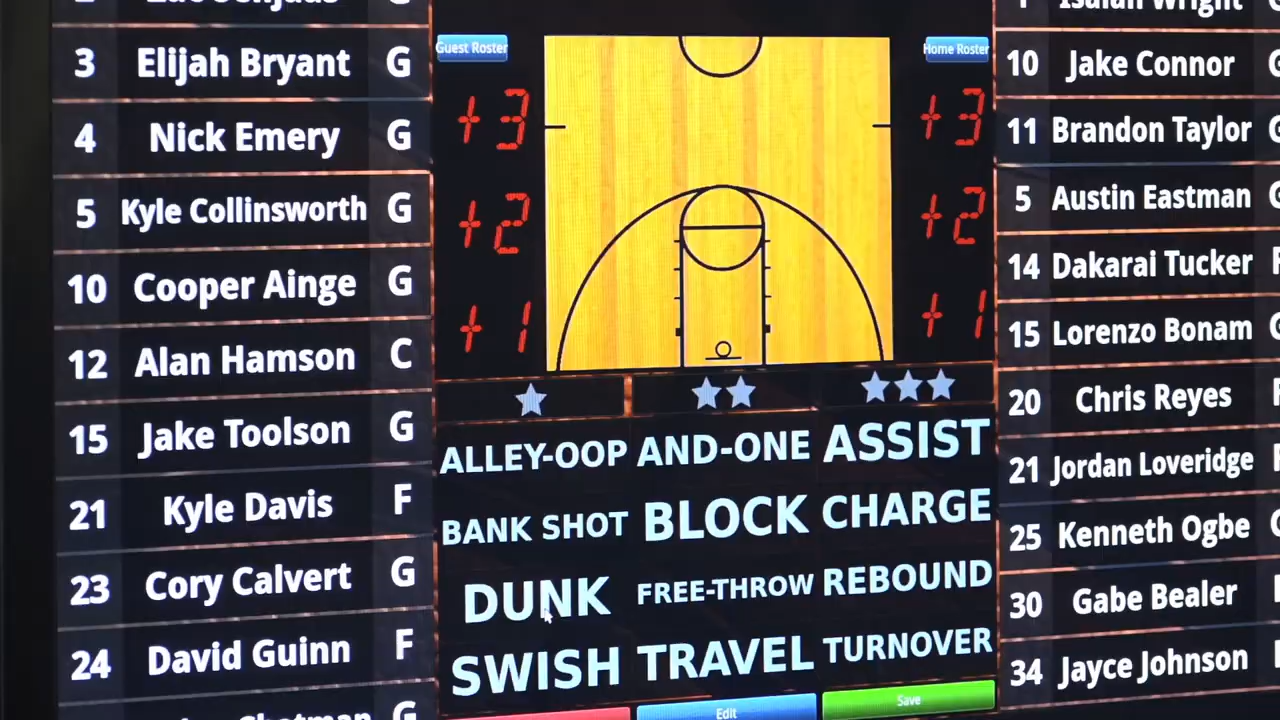 3 Elijah Bryant G
4 Nick Emery G
5 Kyle Collinsworth G
10 Cooper Ainge G
12 Alan Hamson C
15 Jake Toolson G
21 Kyle Davis F
23 Cory Calvert G
24 David Guinn F
G
Guest Roster
Home Roster
+3
+3
+2
+2
+1
+1
ALLEY-OOP AND-ONE ASSIST
BANK SHOT BLOCK CHARGE
DUNK FREE-THROW REBOUND
SWISH TRAVEL TURNOVER
Edit
Save
Isaiah Wright
10 Jake Connor
11 Brandon Taylor
5 Austin Eastman
14 Dakarai Tucker
15 Lorenzo Bonam
20 Chris Reyes
21 Jordan Loveridge
25 Kenneth Ogbe
30 Gabe Bealer
34 Jayce Johnson